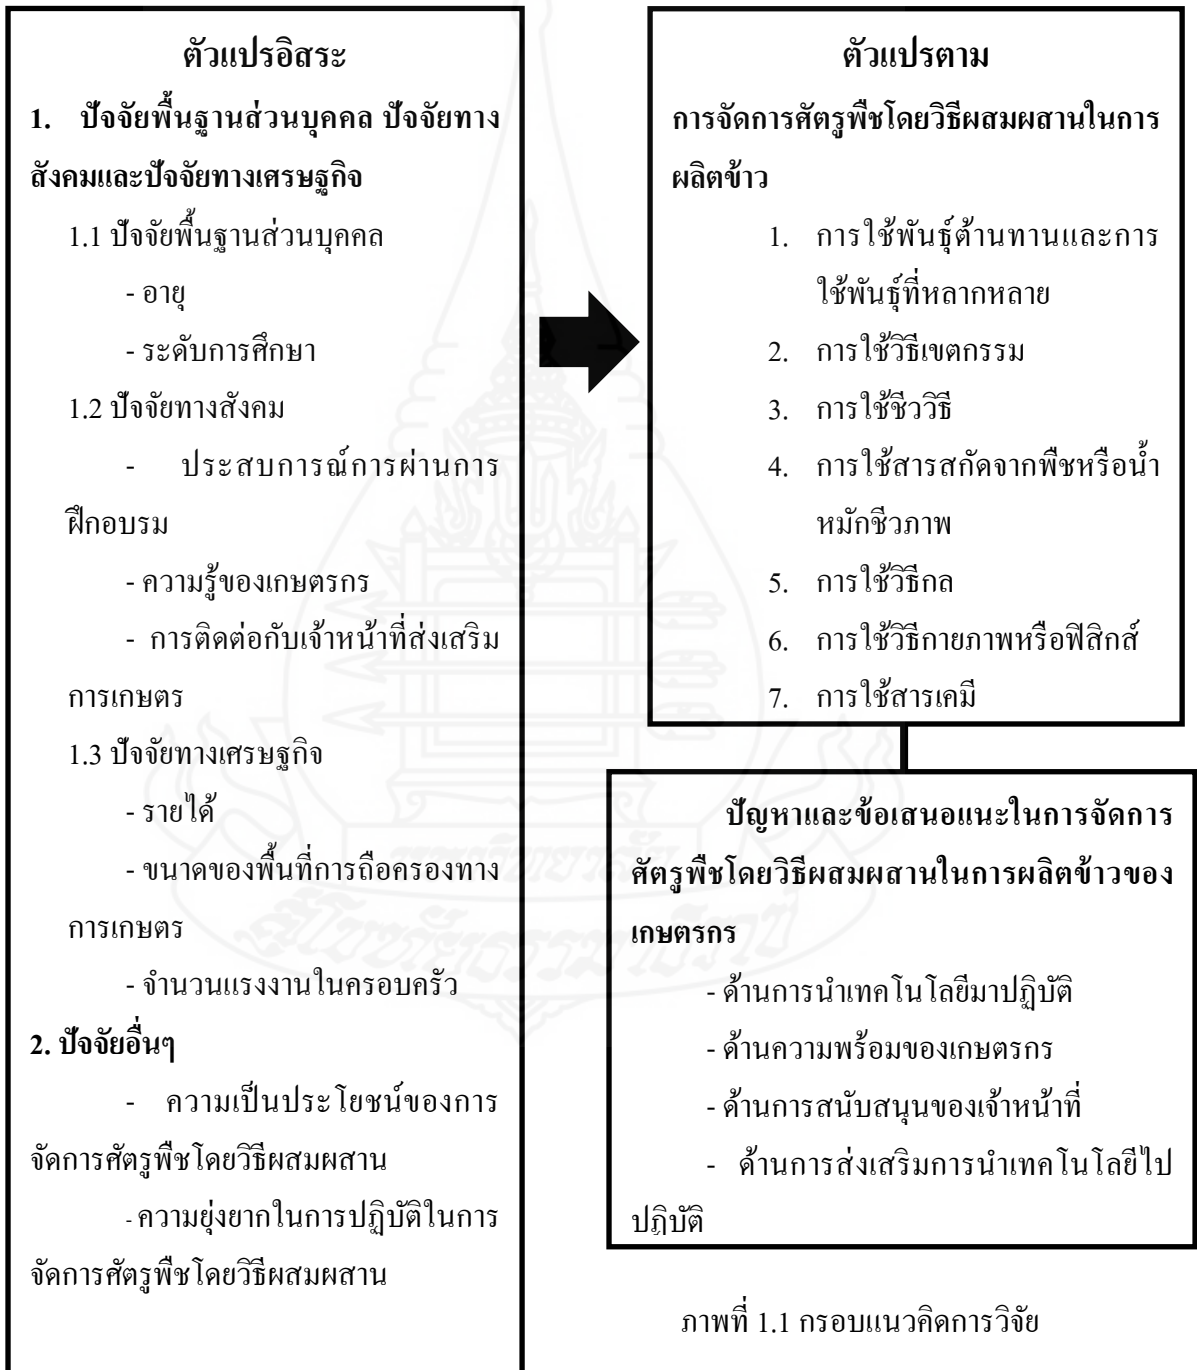 ตัวแปรอิสระ
1. ปัจจัยพื้นฐานส่วนบุคคล ปัจจัยทาง
สังคมและปัจจัยทางเศรษฐกิจ
1.1 ปัจจัยพื้นฐานส่วนบุคคล
- อายุ
- ระดับการศึกษา
1.2 ปัจจัยทางสังคม
- ประสบการณ์การผ่านการ
ฝึกอบรม
- ความรู้ของเกษตรกร
- การติดต่อกับเจ้าหน้าที่ส่งเสริม
การเกษตร
1.3 ปัจจัยทางเศรษฐกิจ
- รายได้
- ขนาดของพื้นที่การถือครองทาง
การเกษตร
- จำนวนแรงงานในครอบครัว
2. ปัจจัยอื่นๆ
- ความเป็นประโยชน์ของการ
จัดการศัตรูพืชโดยวิธีผสมผสาน
- ความยุ่งยากในการปฏิบัติในการ
จัดการศัตรูพืชโดยวิธีผสมผสาน
ตัวแปรตาม
การจัดการศัตรูพืชโดยวิธีผสมผสานในการ
ผลิตข้าว
1. การใช้พันธุ์ต้านทานและการ
ใช้พันธุ์ที่หลากหลาย
2. การใช้วิธีเขตกรรม
3. การใช้ชีววิธี
4. การใช้สารสกัดจากพืชหรือน้ำ
หมักชีวภาพ
5. การใช้วิธีกล
6. การใช้วิธีกายภาพหรือฟิสิกส์
7. การใช้สารเคมี
ปัญหาและข้อเสนอแนะในการจัดการ
ศัตรูพืชโดยวิธีผสมผสานในการผลิตข้าวของ
เกษตรกร
- ด้านการนำเทคโนโลยีมาปฏิบัติ
- ด้านความพร้อมของเกษตรกร
- ด้านการสนับสนุนของเจ้าหน้าที่
- ด้านการส่งเสริมการนำเทคโนโลยีไป
ปฏิบัติ
ภาพที่ 1.1 กรอบแนวคิดการวิจัย
สุโขทัยธรรมาธิราช